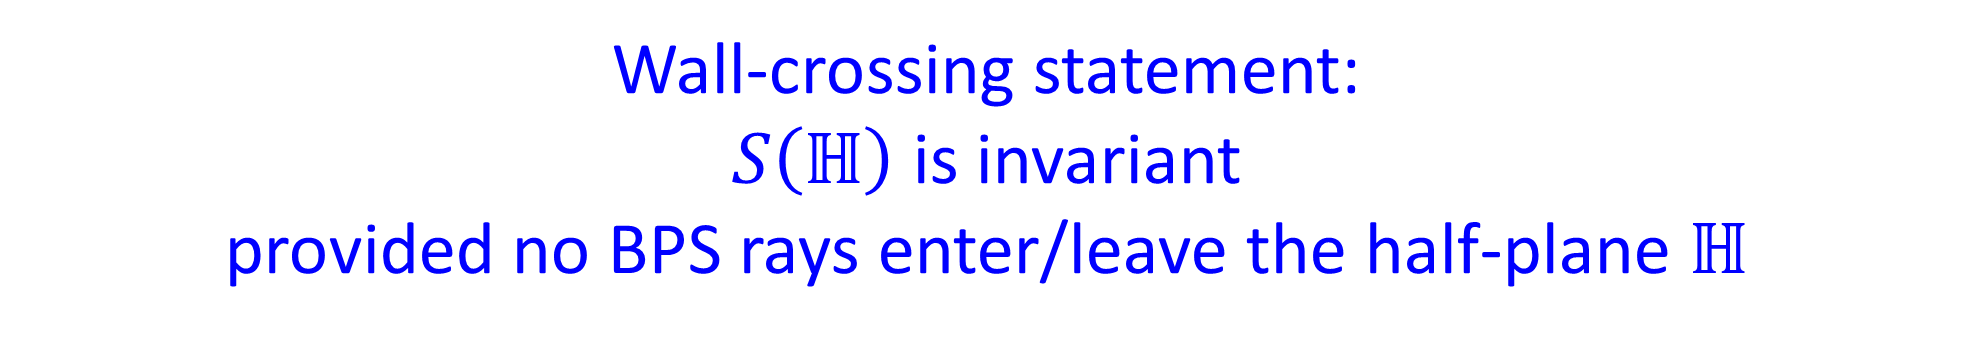 Wall-crossing statement:
𝑆(ℍ) is invariant
provided no BPS rays enter/leave the half-plane ℍ